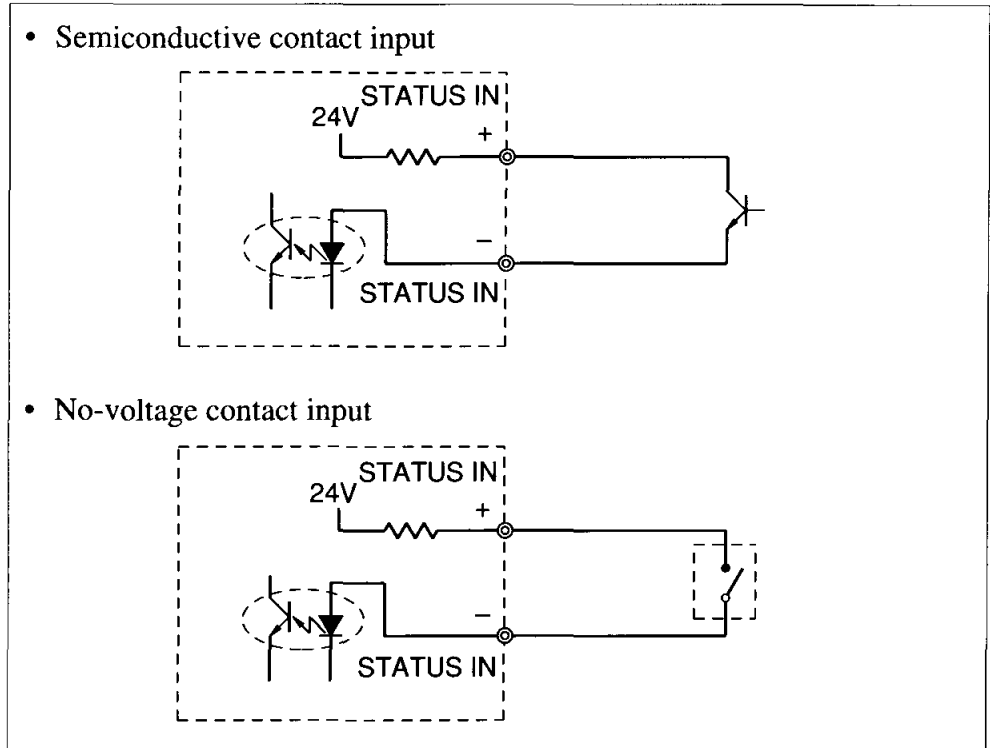 • Semiconductive contact input
STATUS IN
24V
+
−
STATUS IN
• No-voltage contact input
STATUS IN
24V
+
−
STATUS IN